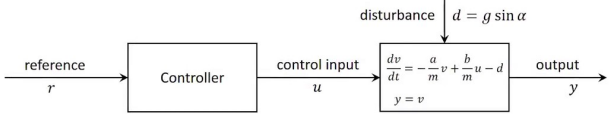 disturbance d = g sin α
reference
r
Controller
control input
u
dv/dt = −a/m v + b/m u − d
y = v
output
y